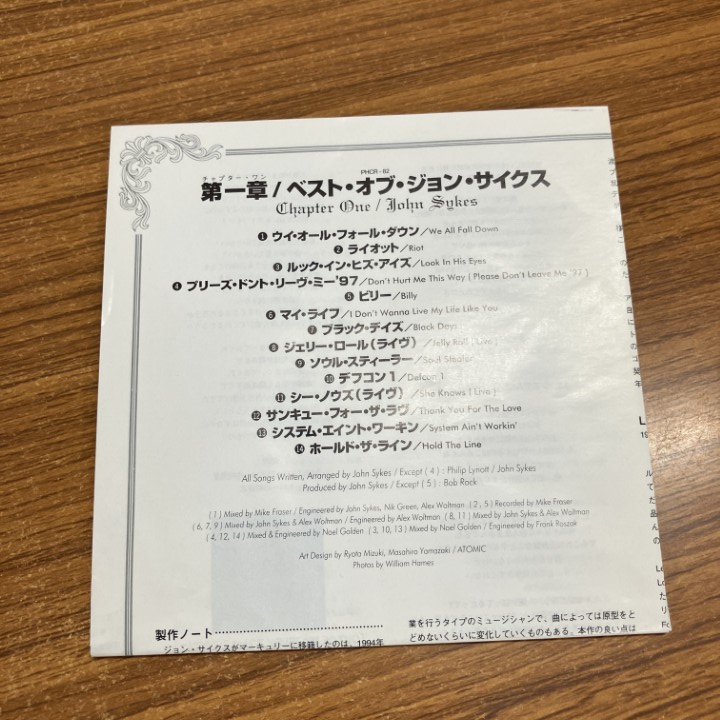 PHCR-82
チャプター・ワン
第一章/ベスト・オブ・ジョン・サイクス
Chapter One / John Sykes
❶ ウイ・オール・フォール・ダウン/We All Fall Down
❷ ライオット/Riot
❸ ルック・イン・ヒズ・アイズ/Look In His Eyes
❹ プリーズ・ドント・リーヴ・ミー'97/Don't Hurt Me This Way ( Please Don't Leave Me '97 )
❺ ビリー/Billy
❻ マイ・ライフ/I Don't Wanna Live My Life Like You
❼ ブラック・デイズ/Black Days
❽ ジェリー・ロール(ライヴ)/Jelly Roll ( Live )
❾ ソウル・スティーラー/Soul Stealer
❿ デフコン1/Defcon 1
⓫ シー・ノウズ(ライヴ)/She Knows ( Live )
⓬ サンキュー・フォー・ザ・ラヴ/Thank You For The Love
⓭ システム・エイント・ワーキン/System Ain't Workin'
⓮ ホールド・ザ・ライン/Hold The Line
All Songs Written, Arranged by John Sykes / Except ( 4 ) : Philip Lynott / John Sykes
Produced by John Sykes / Except ( 5 ) : Bob Rock
( 1 ) Mixed by Mike Fraser / Engineered by John Sykes, Nik Green, Alex Woltman ( 2 , 5 ) Recorded by Mike Fraser
( 6, 7, 9 ) Mixed by John Sykes & Alex Woltman / Engineered by Alex Woltman ( 8, 11 ) Mixed by John Sykes & Alex Woltman
( 4, 12, 14 ) Mixed & Engineered by Noel Golden ( 3, 10, 13 ) Mixed by Noel Golden / Engineered by Frank Roszak
Art Design by Ryota Mizuki, Masahiro Yamazaki / ATOMIC
Photos by William Hames
製作ノート
ジョン・サイクスがマーキュリーに移籍したのは、1994年
業を行うタイプのミュージシャンで、曲によっては原型をと
どめないくらいに変化していくものもある。本作の良い点は